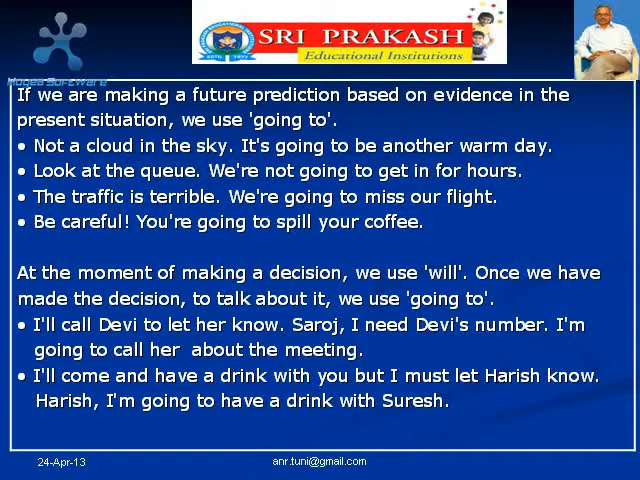 SRI PRAKASH
Educational Institutions
Mogea Software
If we are making a future prediction based on evidence in the
present situation, we use 'going to'.
• Not a cloud in the sky. It's going to be another warm day.
• Look at the queue. We're not going to get in for hours.
• The traffic is terrible. We're going to miss our flight.
• Be careful! You're going to spill your coffee.
At the moment of making a decision, we use 'will'. Once we have
made the decision, to talk about it, we use 'going to'.
• I'll call Devi to let her know. Saroj, I need Devi's number. I'm
going to call her about the meeting.
• I'll come and have a drink with you but I must let Harish know.
Harish, I'm going to have a drink with Suresh.
24-Apr-13
anr.tuni@gmail.com